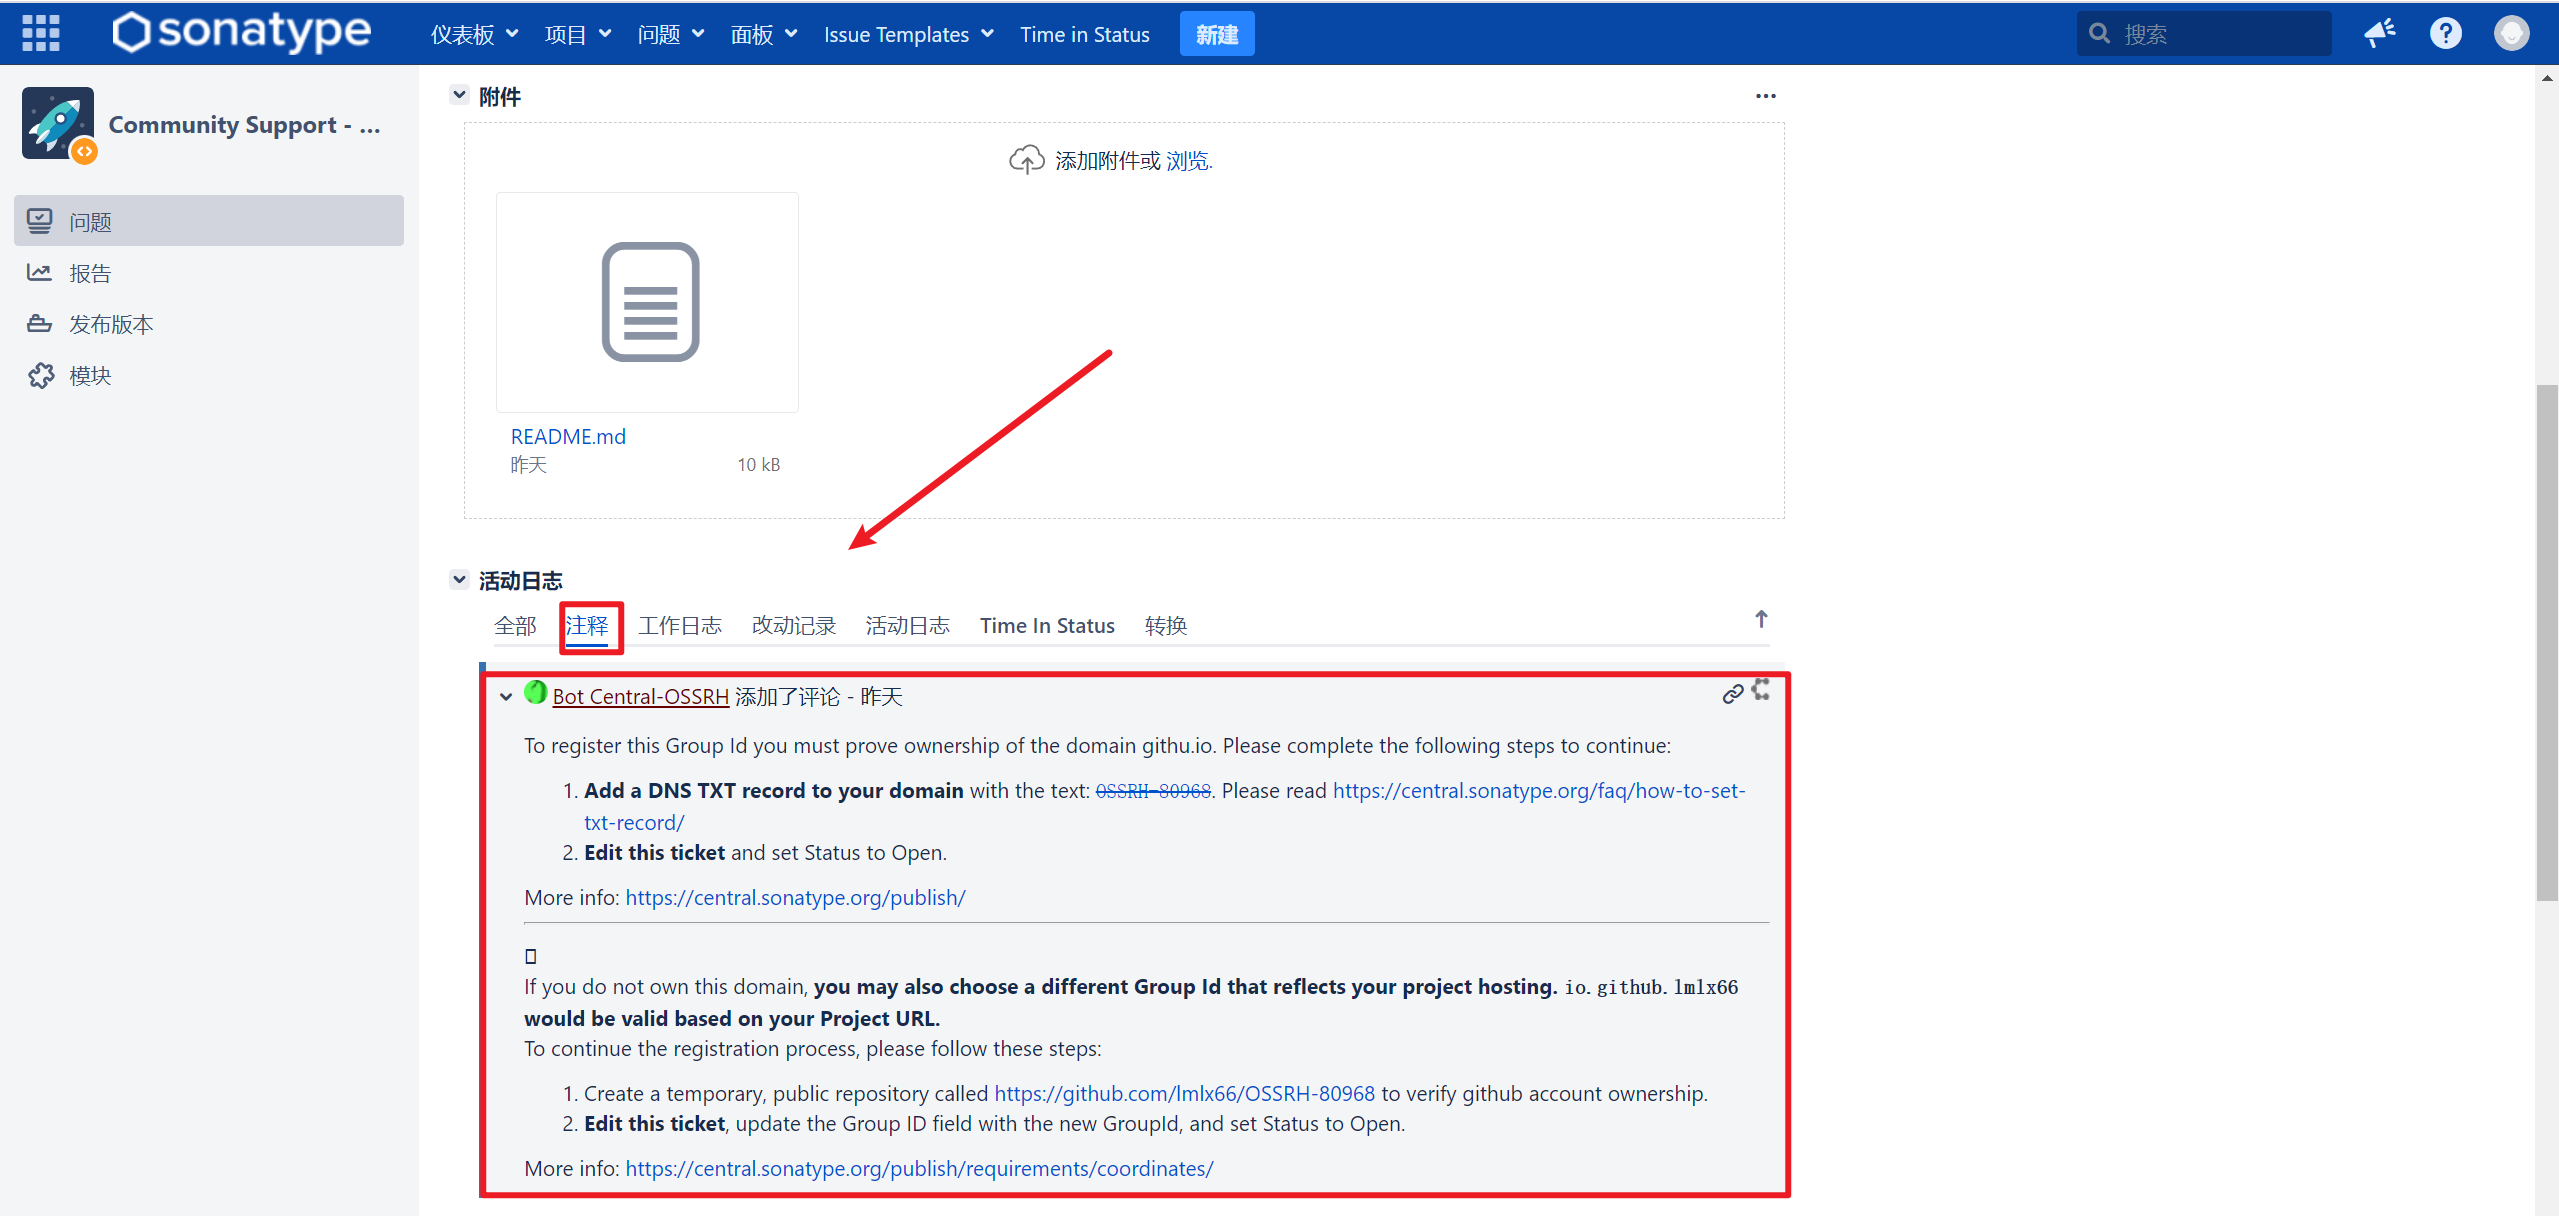 sonatype 仪表板 项目 问题 面板 Issue Templates Time in Status 新建 搜索
Community Support - ...
问题
报告
发布版本
模块
附件
添加附件或 浏览.
README.md
昨天 10 kB
活动日志
全部 注释 工作日志 改动记录 活动日志 Time In Status 转换
Bot Central-OSSRH 添加了评论 - 昨天
To register this Group Id you must prove ownership of the domain githu.io. Please complete the following steps to continue:
1. Add a DNS TXT record to your domain with the text: OSSRH-80968. Please read https://central.sonatype.org/faq/how-to-set-
txt-record/
2. Edit this ticket and set Status to Open.
More info: https://central.sonatype.org/publish/
If you do not own this domain, you may also choose a different Group Id that reflects your project hosting. io.github.lmlx66
would be valid based on your Project URL.
To continue the registration process, please follow these steps:
1. Create a temporary, public repository called https://github.com/lmlx66/OSSRH-80968 to verify github account ownership.
2. Edit this ticket, update the Group ID field with the new GroupId, and set Status to Open.
More info: https://central.sonatype.org/publish/requirements/coordinates/